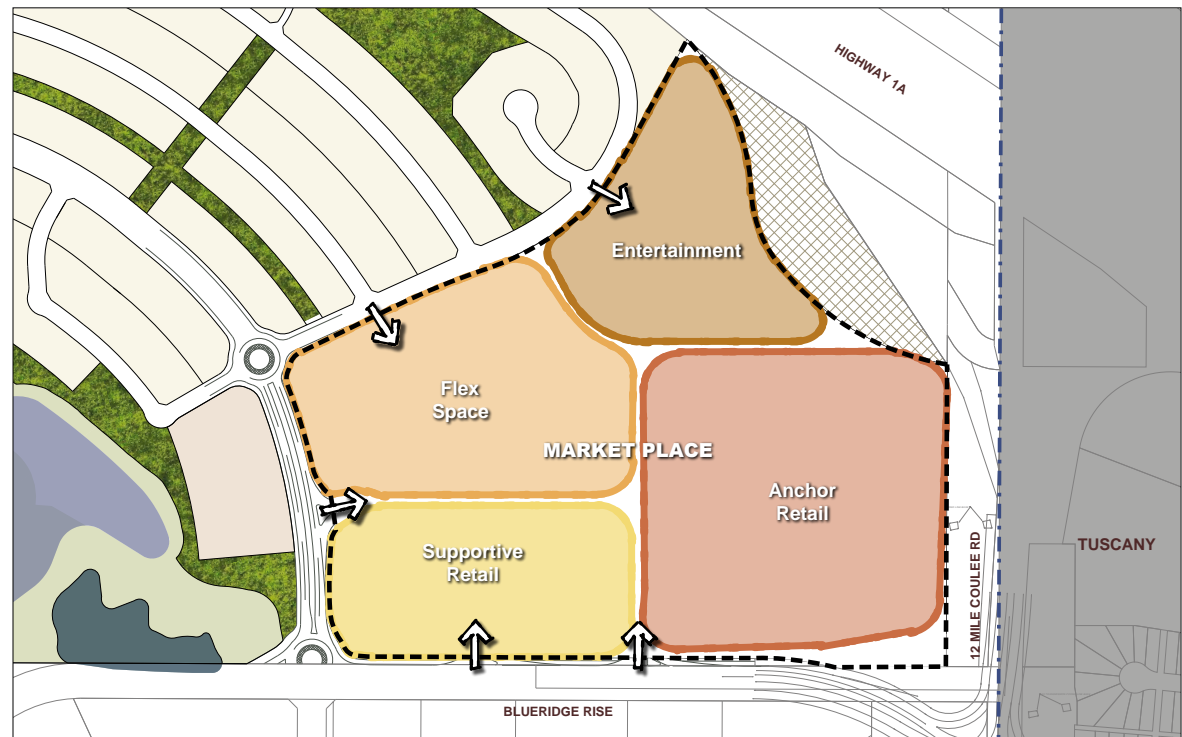 HIGHWAY 1A
Entertainment
Flex
Space
MARKET PLACE
Anchor
Retail
Supportive
Retail
12 MILE COULEE RD
TUSCANY
BLUERIDGE RISE